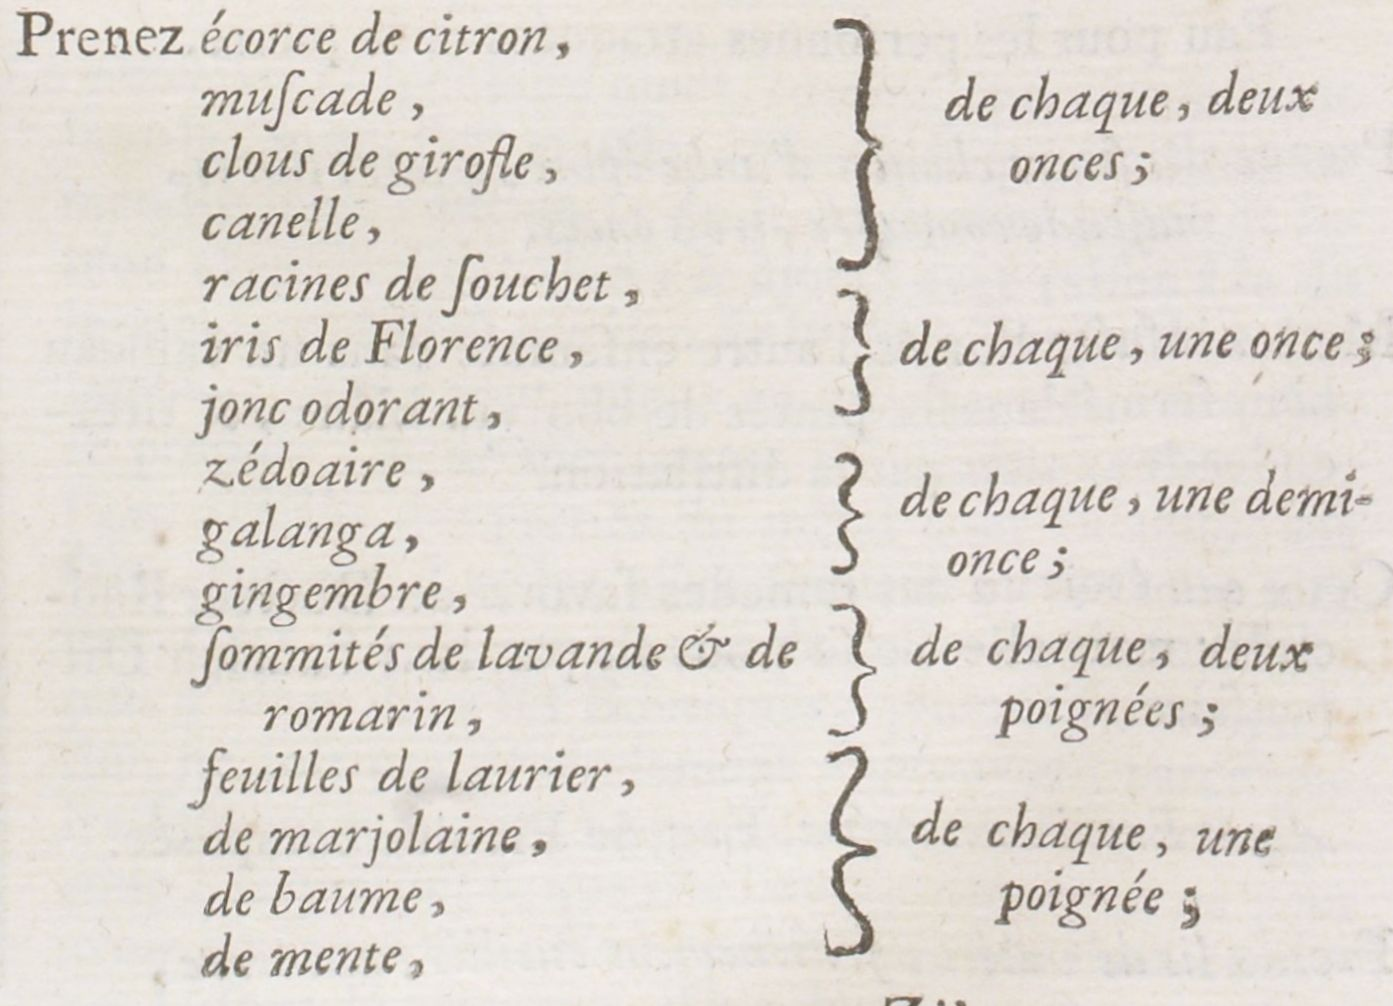 Prenez écorce de citron,
muſcade,
clous de girofle,
canelle,
de chaque, deux
onces;
racines de ſouchet,
iris de Florence,
jonc odorant,
de chaque, une once;
zédoaire,
galanga,
gingembre,
de chaque, une demi-
once;
ſommités de lavande & de
romarin,
de chaque, deux
poignées;
feuilles de laurier,
de marjolaine,
de baume,
de mente,
de chaque, une
poignée;